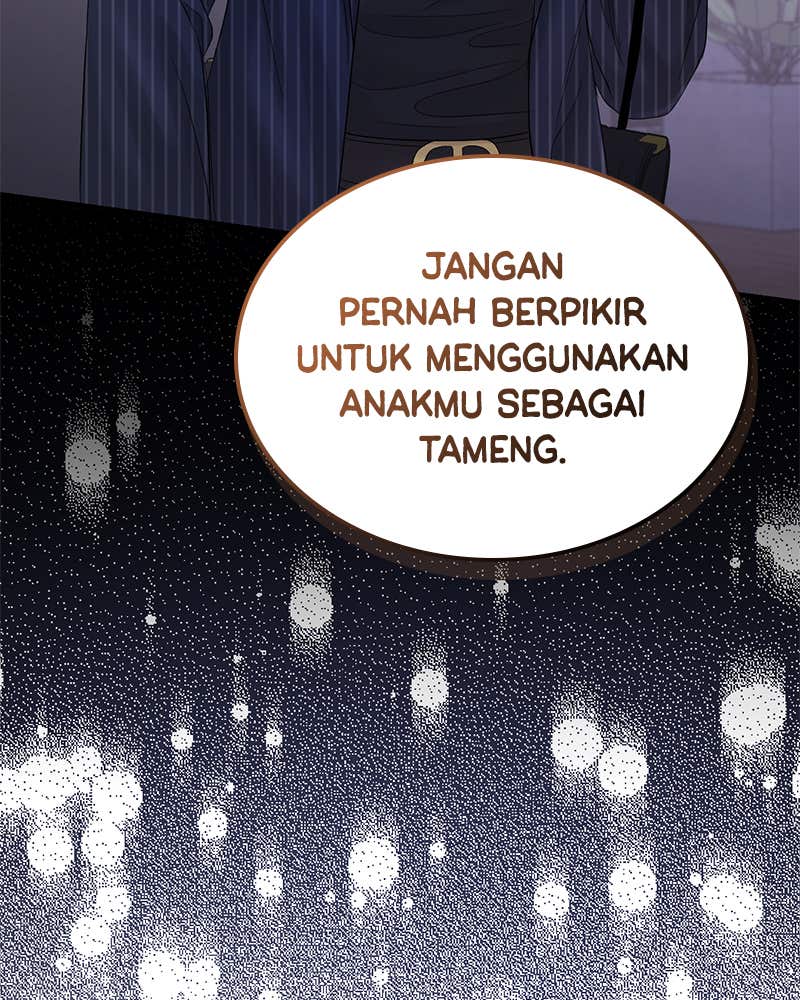 JANGAN
PERNAH BERPIKIR
UNTUK MENGGUNAKAN
ANAKMU SEBAGAI
TAMENG.